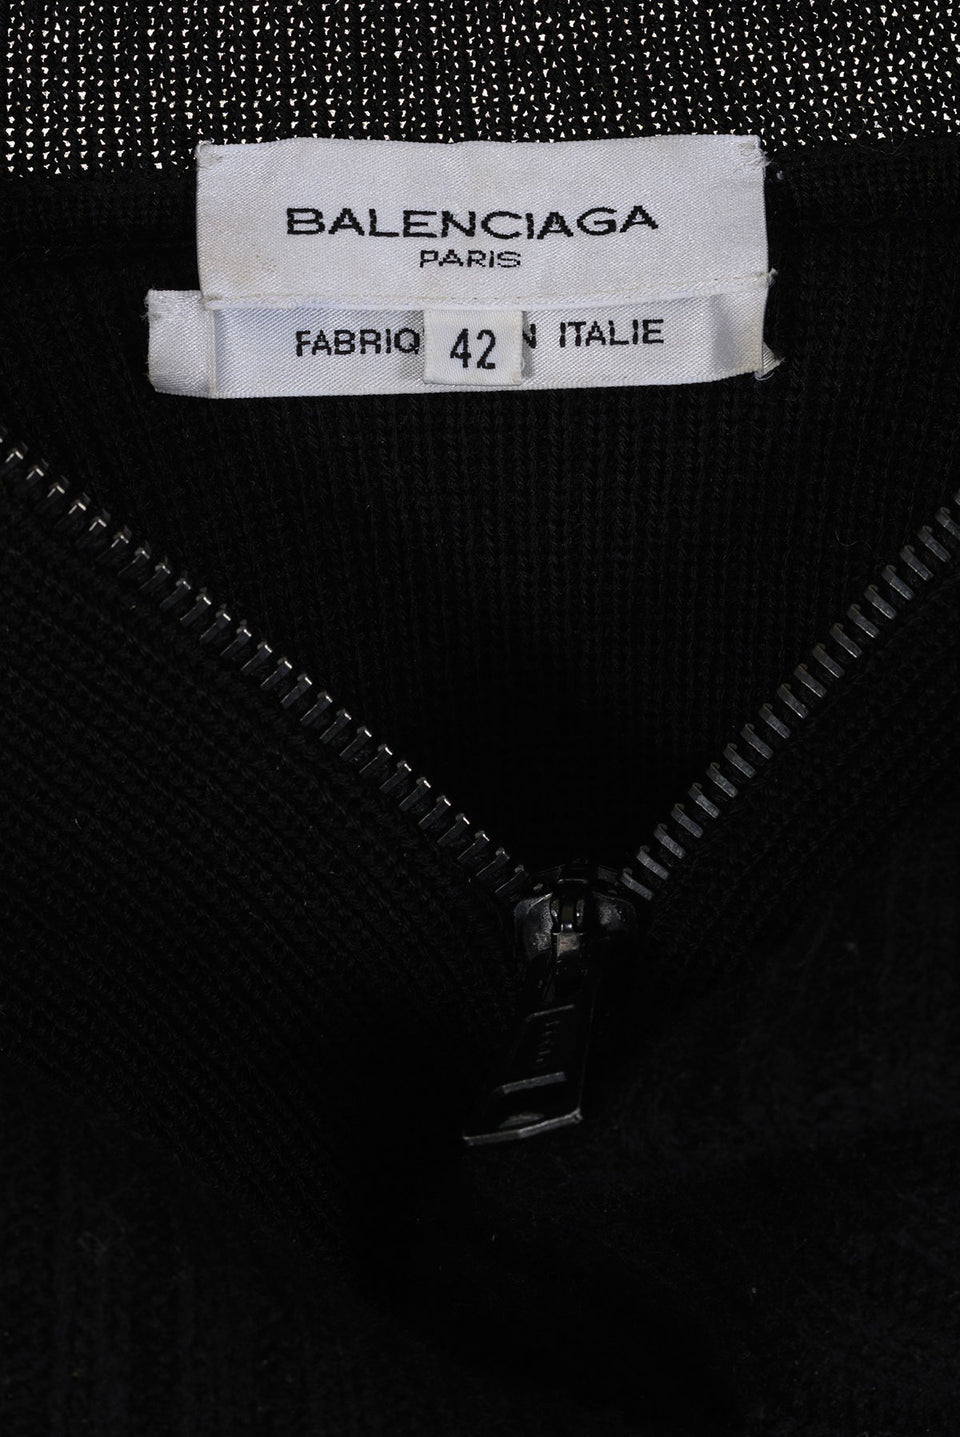 BALENCIAGA
PARIS
FABRIQ 42 N ITALIE